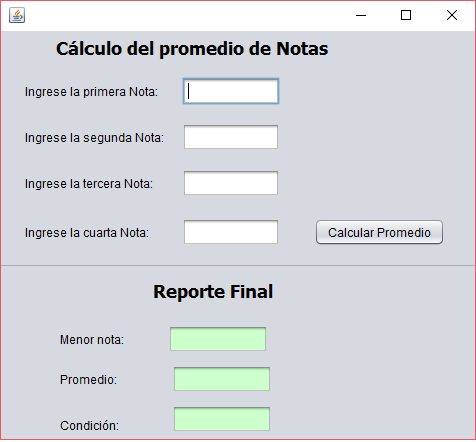 Cálculo del promedio de Notas
Ingrese la primera Nota:
Ingrese la segunda Nota:
Ingrese la tercera Nota:
Ingrese la cuarta Nota:
Calcular Promedio
Reporte Final
Menor nota:
Promedio:
Condición: